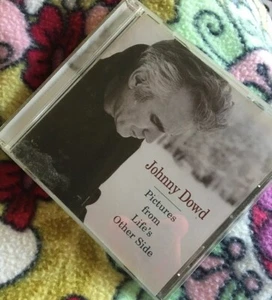 Johnny Dowd
Pictures
from
Life's
Other Side